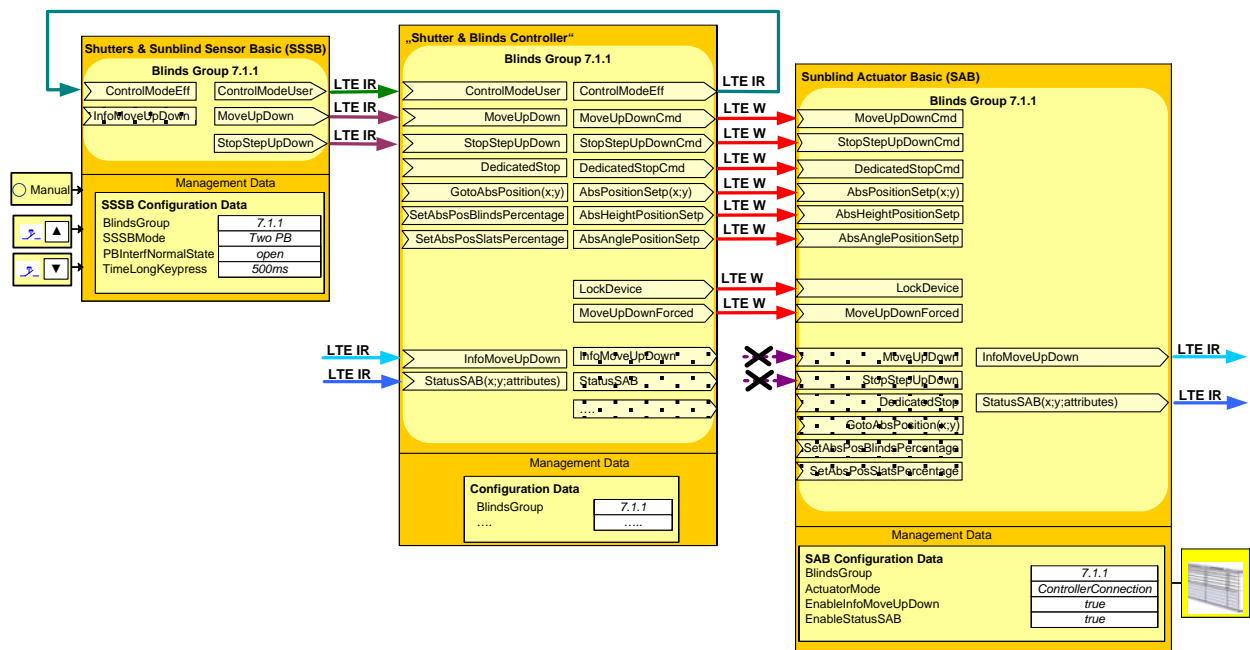 Shutters & Sunblind Sensor Basic (SSSB)
Blinds Group 7.1.1
ControlModeEff
ControlModeUser
InfoMoveUpDown
MoveUpDown
StopStepUpDown
Management Data
SSSB Configuration Data
BlindsGroup 7.1.1
SSSBMode Two PB
PBInterfNormalState open
TimeLongKeypress 500ms
Manual
LTE IR
LTE IR
LTE IR
„Shutter & Blinds Controller“
Blinds Group 7.1.1
ControlModeUser ControlModeEff
MoveUpDown MoveUpDownCmd
StopStepUpDown StopStepUpDownCmd
DedicatedStop DedicatedStopCmd
GotoAbsPosition(x;y) AbsPositionSetp(x;y)
SetAbsPosBlindsPercentage AbsHeightPositionSetp
SetAbsPosSlatsPercentage AbsAnglePositionSetp
LockDevice
MoveUpDownForced
LTE IR
InfoMoveUpDown InfoMoveUpDown
LTE IR
StatusSAB(x;y;attributes) StatusSAB
....
Management Data
Configuration Data
BlindsGroup 7.1.1
.... .....
LTE IR
LTE W
LTE W
LTE W
LTE W
LTE W
LTE W
LTE W
LTE W
Sunblind Actuator Basic (SAB)
Blinds Group 7.1.1
MoveUpDownCmd
StopStepUpDownCmd
DedicatedStopCmd
AbsPositionSetp(x;y)
AbsHeightPositionSetp
AbsAnglePositionSetp
LockDevice
MoveUpDownForced
MoveUpDown InfoMoveUpDown
StopStepUpDown
DedicatedStop StatusSAB(x;y;attributes)
GotoAbsPosition(x;y)
SetAbsPosBlindsPercentage
SetAbsPosSlatsPercentage
LTE IR
LTE IR
Management Data
SAB Configuration Data
BlindsGroup 7.1.1
ActuatorMode ControllerConnection
EnableInfoMoveUpDown true
EnableStatusSAB true